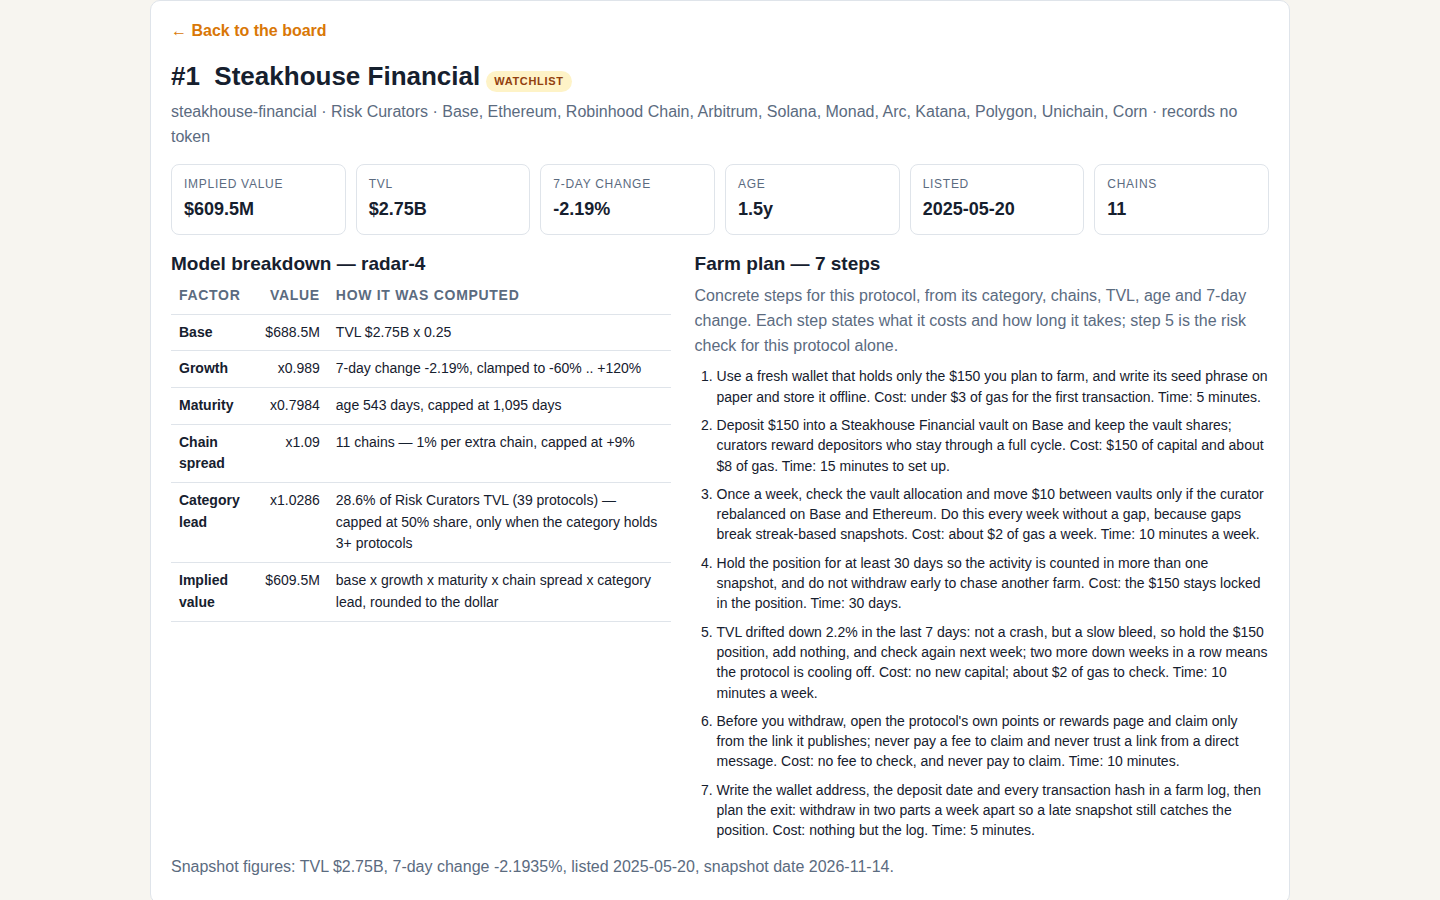 ← Back to the board
#1 Steakhouse Financial WATCHLIST
steakhouse-financial · Risk Curators · Base, Ethereum, Robinhood Chain, Arbitrum, Solana, Monad, Arc, Katana, Polygon, Unichain, Corn · records no
token
IMPLIED VALUE
$609.5M
TVL
$2.75B
7-DAY CHANGE
-2.19%
AGE
1.5y
LISTED
2025-05-20
CHAINS
11
Model breakdown — radar-4
FACTOR VALUE HOW IT WAS COMPUTED
Base $688.5M TVL $2.75B x 0.25
Growth x0.989 7-day change -2.19%, clamped to -60% .. +120%
Maturity x0.7984 age 543 days, capped at 1,095 days
Chain x1.09 11 chains — 1% per extra chain, capped at +9%
spread
Category x1.0286 28.6% of Risk Curators TVL (39 protocols) —
lead capped at 50% share, only when the category holds
3+ protocols
Implied $609.5M base x growth x maturity x chain spread x category
value lead, rounded to the dollar
Farm plan — 7 steps
Concrete steps for this protocol, from its category, chains, TVL, age and 7-day
change. Each step states what it costs and how long it takes; step 5 is the risk
check for this protocol alone.
1. Use a fresh wallet that holds only the $150 you plan to farm, and write its seed phrase on
paper and store it offline. Cost: under $3 of gas for the first transaction. Time: 5 minutes.
2. Deposit $150 into a Steakhouse Financial vault on Base and keep the vault shares;
curators reward depositors who stay through a full cycle. Cost: $150 of capital and about
$8 of gas. Time: 15 minutes to set up.
3. Once a week, check the vault allocation and move $10 between vaults only if the curator
rebalanced on Base and Ethereum. Do this every week without a gap, because gaps
break streak-based snapshots. Cost: about $2 of gas a week. Time: 10 minutes a week.
4. Hold the position for at least 30 days so the activity is counted in more than one
snapshot, and do not withdraw early to chase another farm. Cost: the $150 stays locked
in the position. Time: 30 days.
5. TVL drifted down 2.2% in the last 7 days: not a crash, but a slow bleed, so hold the $150
position, add nothing, and check again next week; two more down weeks in a row means
the protocol is cooling off. Cost: no new capital; about $2 of gas to check. Time: 10
minutes a week.
6. Before you withdraw, open the protocol's own points or rewards page and claim only
from the link it publishes; never pay a fee to claim and never trust a link from a direct
message. Cost: no fee to check, and never pay to claim. Time: 10 minutes.
7. Write the wallet address, the deposit date and every transaction hash in a farm log, then
plan the exit: withdraw in two parts a week apart so a late snapshot still catches the
position. Cost: nothing but the log. Time: 5 minutes.
Snapshot figures: TVL $2.75B, 7-day change -2.1935%, listed 2025-05-20, snapshot date 2026-11-14.